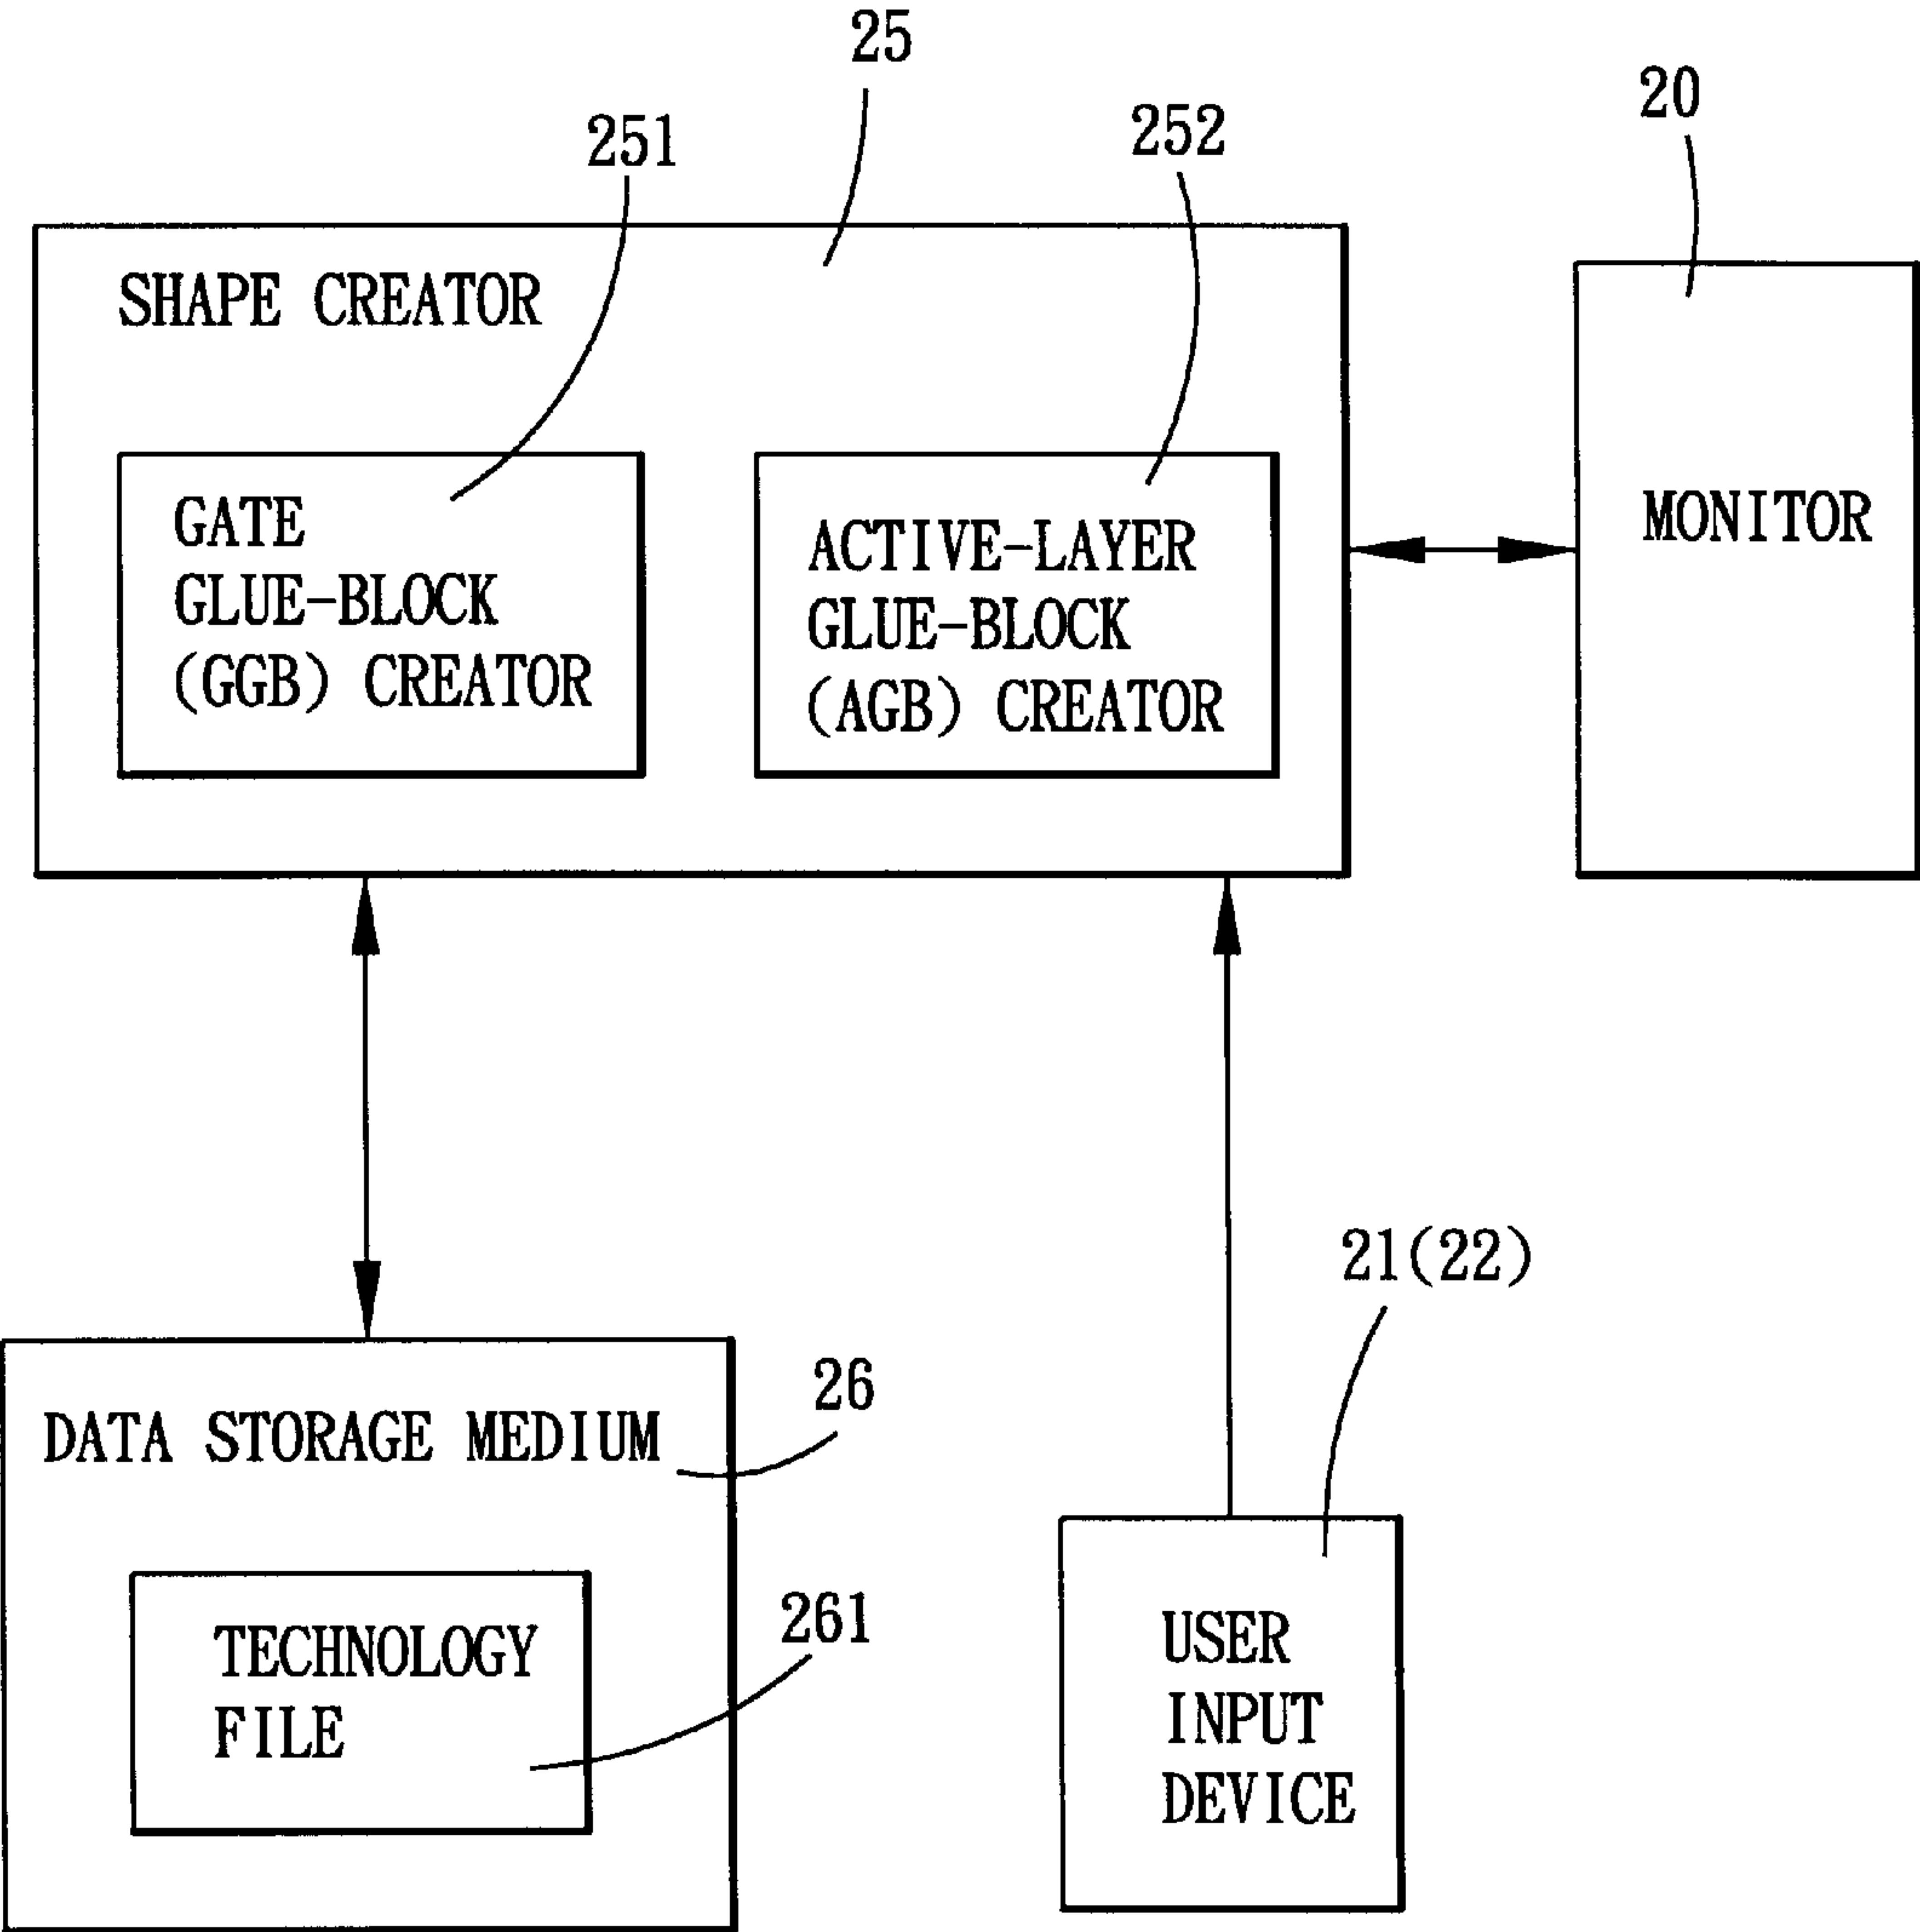 25
20
251
252
SHAPE CREATOR
GATE
GLUE-BLOCK
(GGB) CREATOR
ACTIVE-LAYER
GLUE-BLOCK
(AGB) CREATOR
MONITOR
21(22)
26
DATA STORAGE MEDIUM
261
TECHNOLOGY
FILE
USER
INPUT
DEVICE